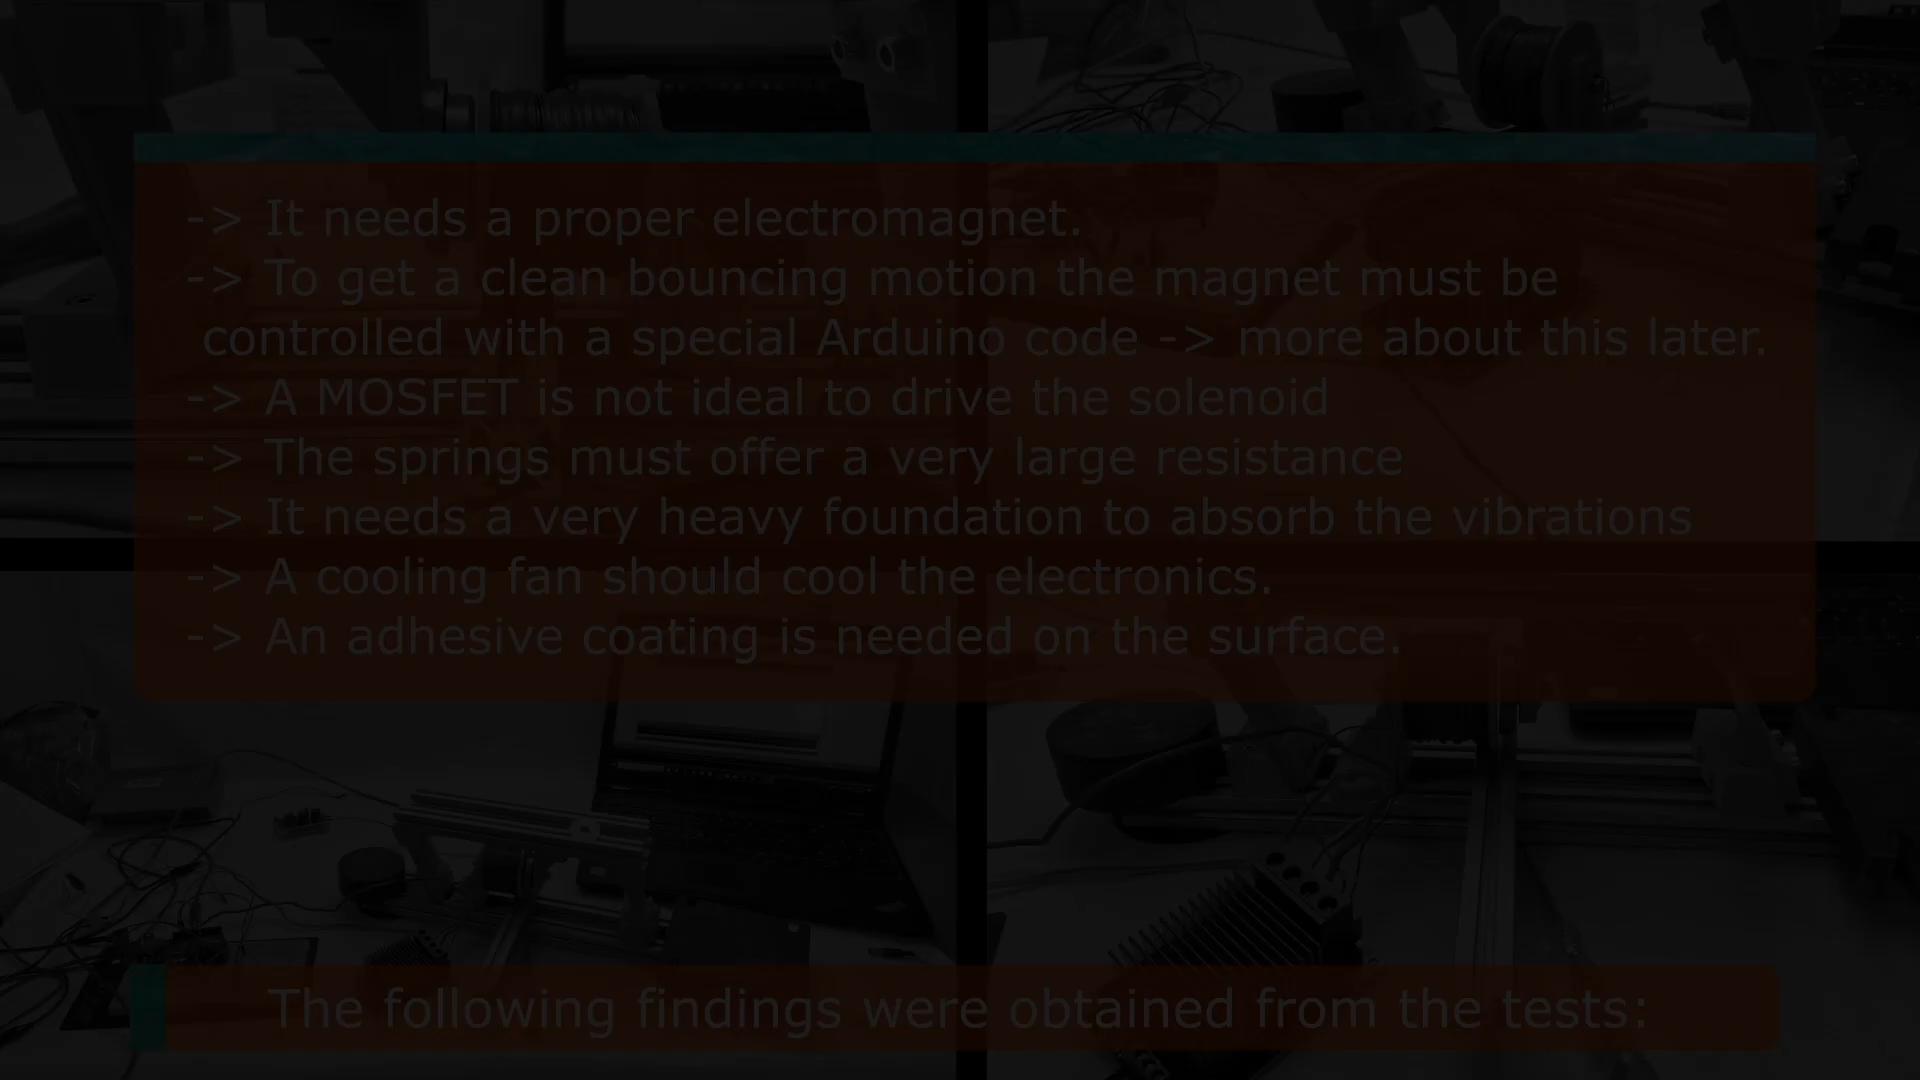 -> It needs a proper electromagnet.
-> To get a clean bouncing motion the magnet must be
controlled with a special Arduino code -> more about this later.
-> A MOSFET is not ideal to drive the solenoid
-> The springs must offer a very large resistance
-> It needs a very heavy foundation to absorb the vibrations
-> A cooling fan should cool the electronics.
-> An adhesive coating is needed on the surface.
The following findings were obtained from the tests: